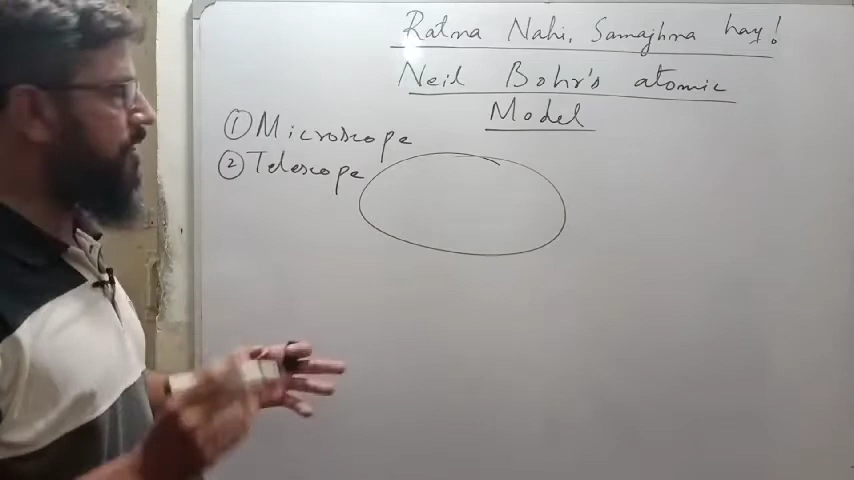 Ratna Nahi, Samajhna hay!
Neil Bohr's atomic
Model
① Microscope
② Telescope